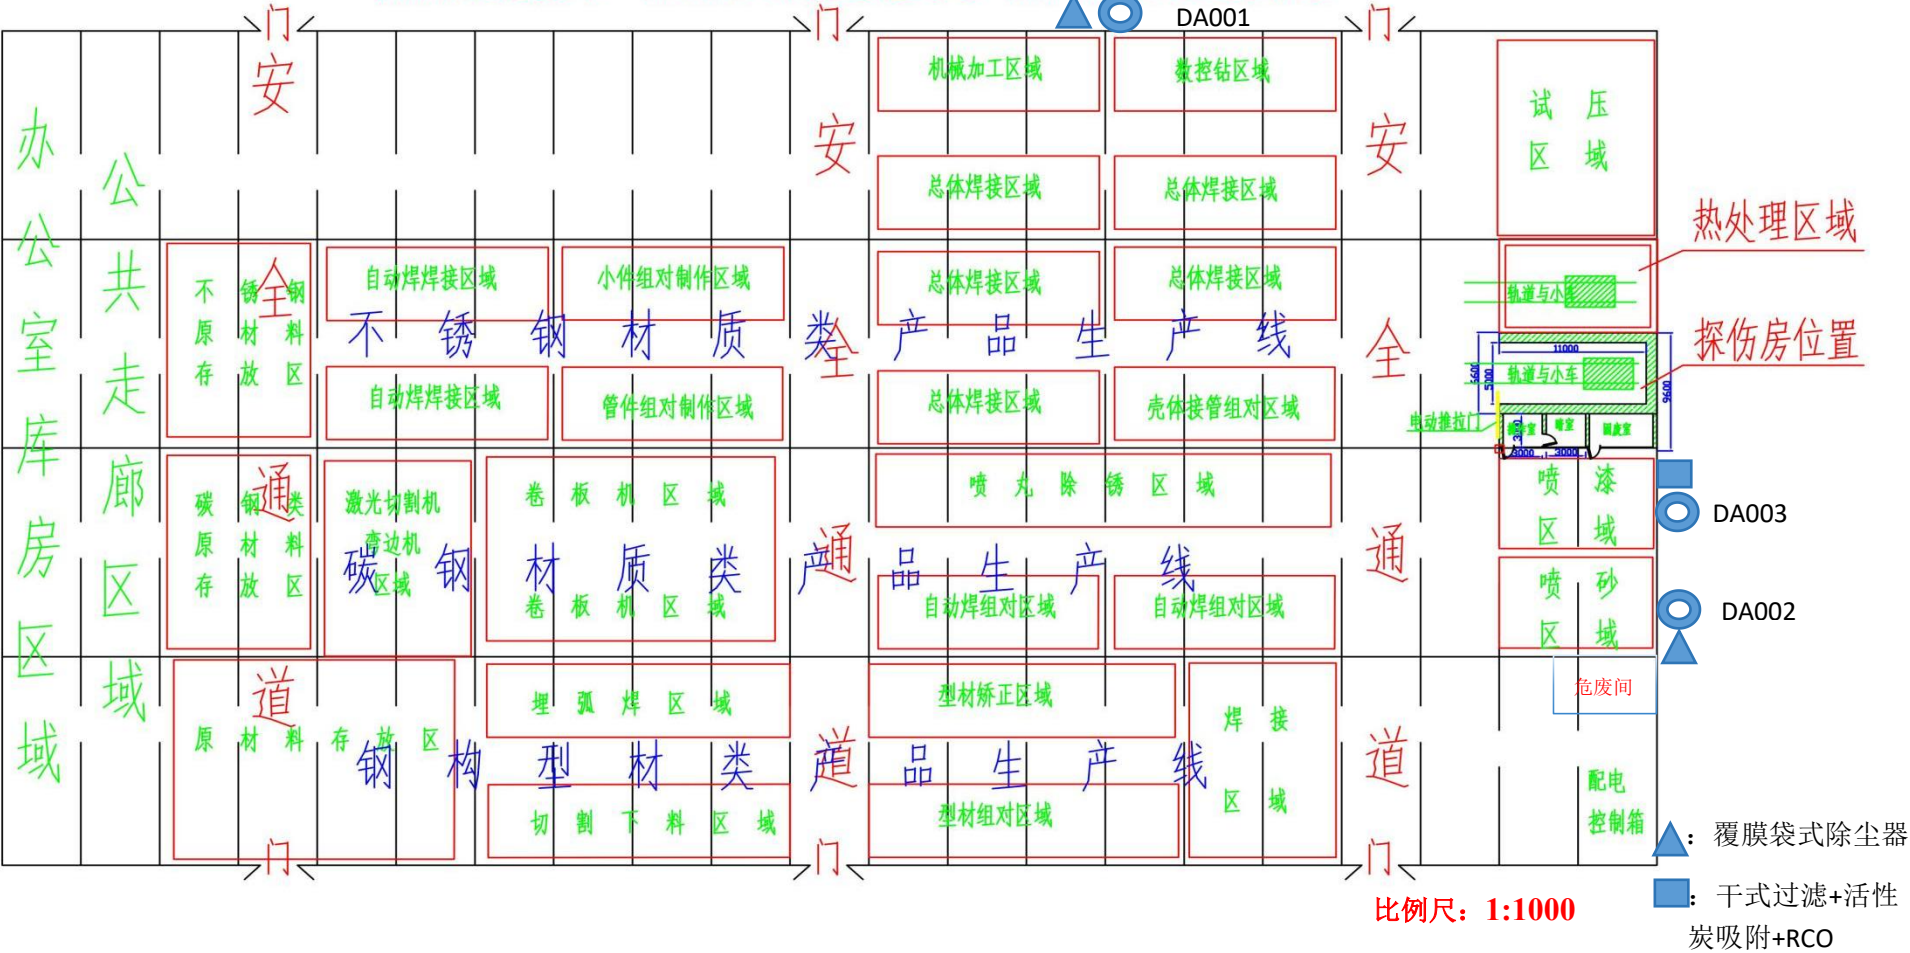 DA001
门
门
门
安全通道
安全通道
安全通道
办公室库房区域
公共走廊区域
机械加工区域
数控钻区域
试压
区域
总体焊接区域
总体焊接区域
热处理区域
不锈钢
原材料
存放区
自动焊焊接区域
小件组对制作区域
总体焊接区域
总体焊接区域
轨道与小车
不锈钢材质类产品生产线
探伤房位置
11000
6600
5000
9600
轨道与小车
自动焊焊接区域
管件组对制作区域
总体焊接区域
壳体接管组对区域
电动推拉门
暗室
固废室
3000
3000
3000
碳钢类
原材料
存放区
激光切割机
弯边机
区域
卷板机区域
喷丸除锈区域
喷漆
区域
DA003
碳钢材质类产品生产线
卷板机区域
自动焊组对区域
自动焊组对区域
喷砂
区域
DA002
危废间
原材料存放区
埋弧焊区域
型材矫正区域
焊接
区域
钢构型材类产品生产线
切割下料区域
型材组对区域
配电
控制箱
门
门
门
：覆膜袋式除尘器
：干式过滤+活性
炭吸附+RCO
比例尺：1:1000